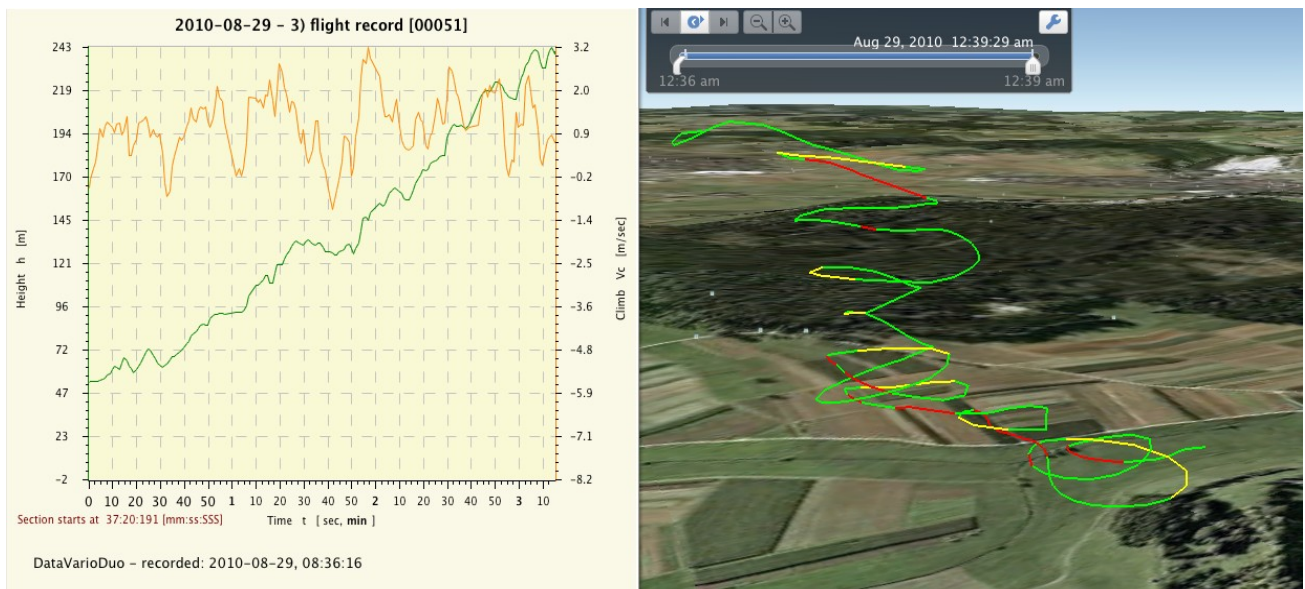 2010-08-29 - 3) flight record [00051]
243
219
194
170
145
121
96
72
47
23
-2
Height h [m]
3.2
2.0
0.9
-0.2
-1.4
-2.5
-3.6
-4.8
-5.9
-7.1
-8.2
Climb Vc [m/sec]
0 10 20 30 40 50 1 10 20 30 40 50 2 10 20 30 40 50 3 10
Section starts at 37:20:191 [mm:ss:SSS]
Time t [ sec, min ]
DataVarioDuo - recorded: 2010-08-29, 08:36:16
Aug 29, 2010 12:39:29 am
12:36 am
12:39 am